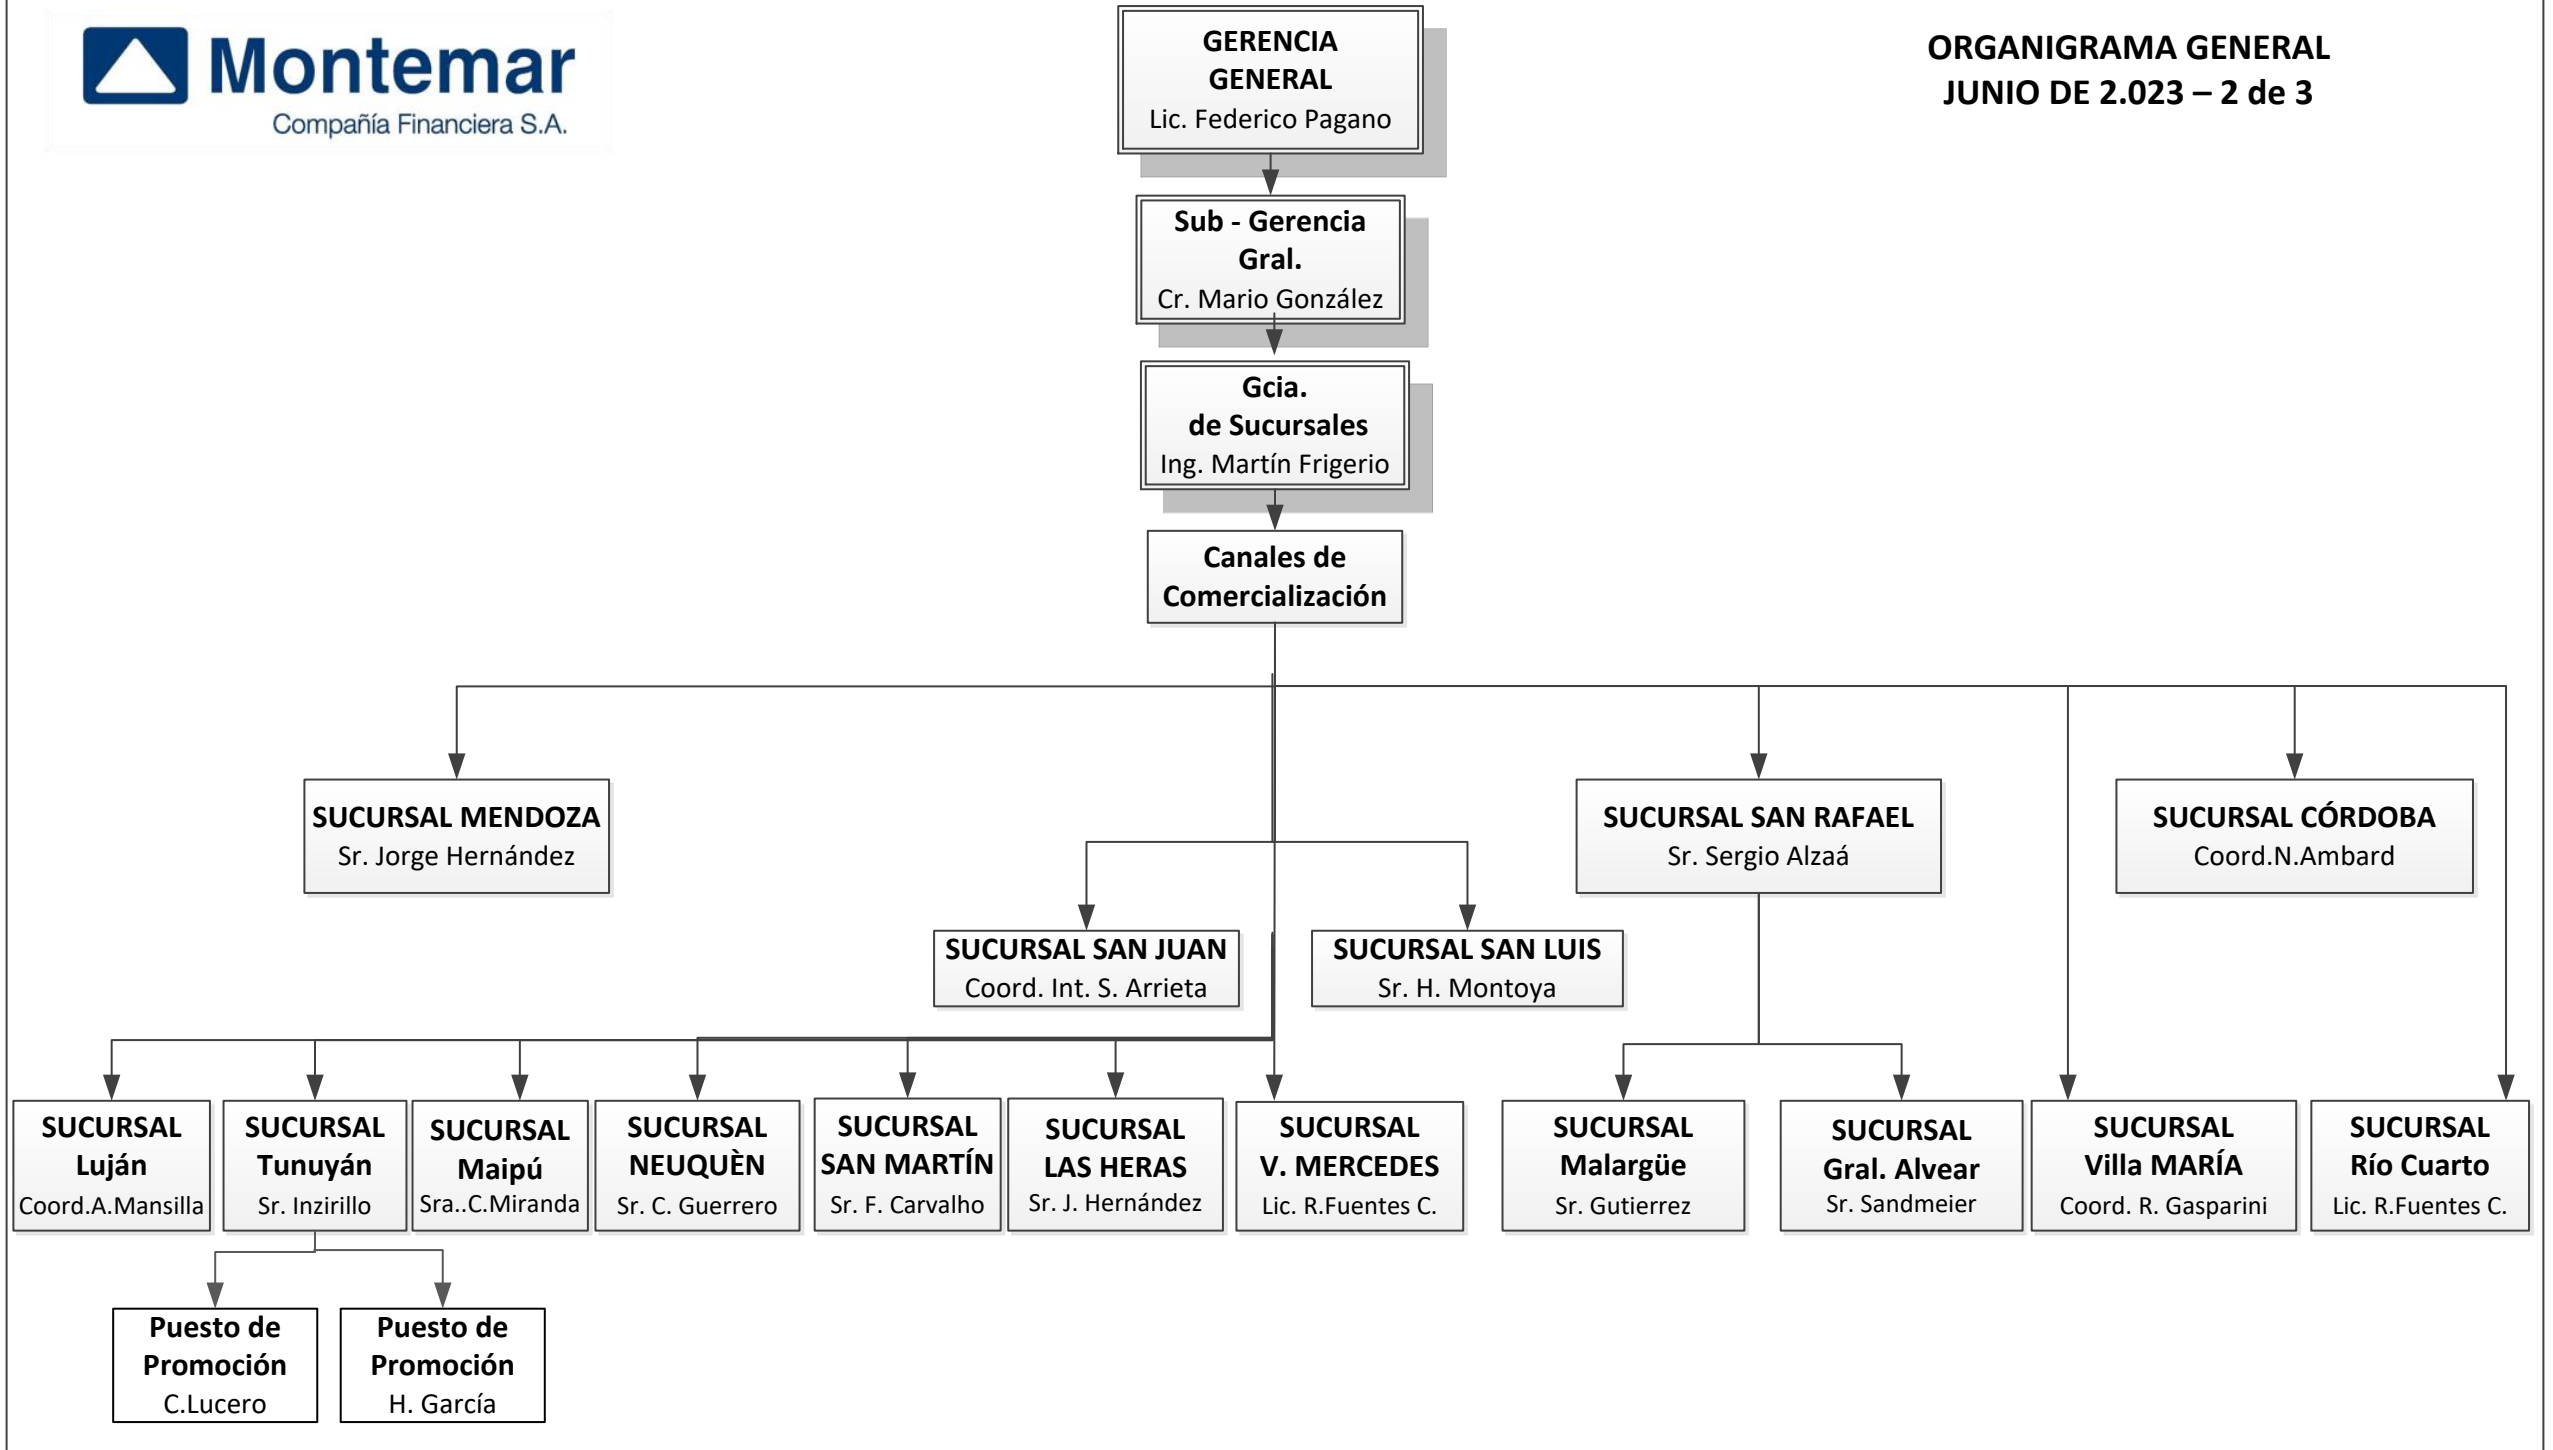 Montemar
Compañía Financiera S.A.
GERENCIA
GENERAL
Lic. Federico Pagano
ORGANIGRAMA GENERAL
JUNIO DE 2.023 – 2 de 3
Sub - Gerencia
Gral.
Cr. Mario González
Gcia.
de Sucursales
Ing. Martín Frigerio
Canales de
Comercialización
SUCURSAL MENDOZA
Sr. Jorge Hernández
SUCURSAL SAN RAFAEL
Sr. Sergio Alzaá
SUCURSAL CÓRDOBA
Coord.N.Ambard
SUCURSAL SAN JUAN
Coord. Int. S. Arrieta
SUCURSAL SAN LUIS
Sr. H. Montoya
SUCURSAL
Luján
Coord.A.Mansilla
SUCURSAL
Tunuyán
Sr. Inzirillo
SUCURSAL
Maipú
Sra..C.Miranda
SUCURSAL
NEUQUÈN
Sr. C. Guerrero
SUCURSAL
SAN MARTÍN
Sr. F. Carvalho
SUCURSAL
LAS HERAS
Sr. J. Hernández
SUCURSAL
V. MERCEDES
Lic. R.Fuentes C.
SUCURSAL
Malargüe
Sr. Gutierrez
SUCURSAL
Gral. Alvear
Sr. Sandmeier
SUCURSAL
Villa MARÍA
Coord. R. Gasparini
SUCURSAL
Río Cuarto
Lic. R.Fuentes C.
Puesto de
Promoción
C.Lucero
Puesto de
Promoción
H. García